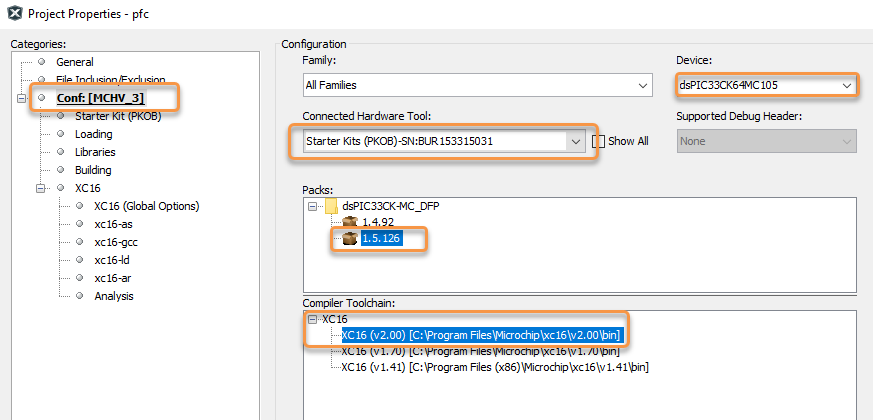 Project Properties - pfc
Categories:
General
File Inclusion/Exclusion
Conf: [MCHV_3]
Starter Kit (PKOB)
Loading
Libraries
Building
XC16
XC16 (Global Options)
xc16-as
xc16-gcc
xc16-ld
xc16-ar
Analysis
Configuration
Family:
All Families
Device:
dsPIC33CK64MC105
Connected Hardware Tool:
Starter Kits (PKOB)-SN:BUR153315031
Show All
Supported Debug Header:
None
Packs:
dsPIC33CK-MC_DFP
1.4.92
1.5.126
Compiler Toolchain:
XC16
XC16 (v2.00) [C:\Program Files\Microchip\xc16\v2.00\bin]
XC16 (v1.70) [C:\Program Files\Microchip\xc16\v1.70\bin]
XC16 (v1.41) [C:\Program Files (x86)\Microchip\xc16\v1.41\bin]